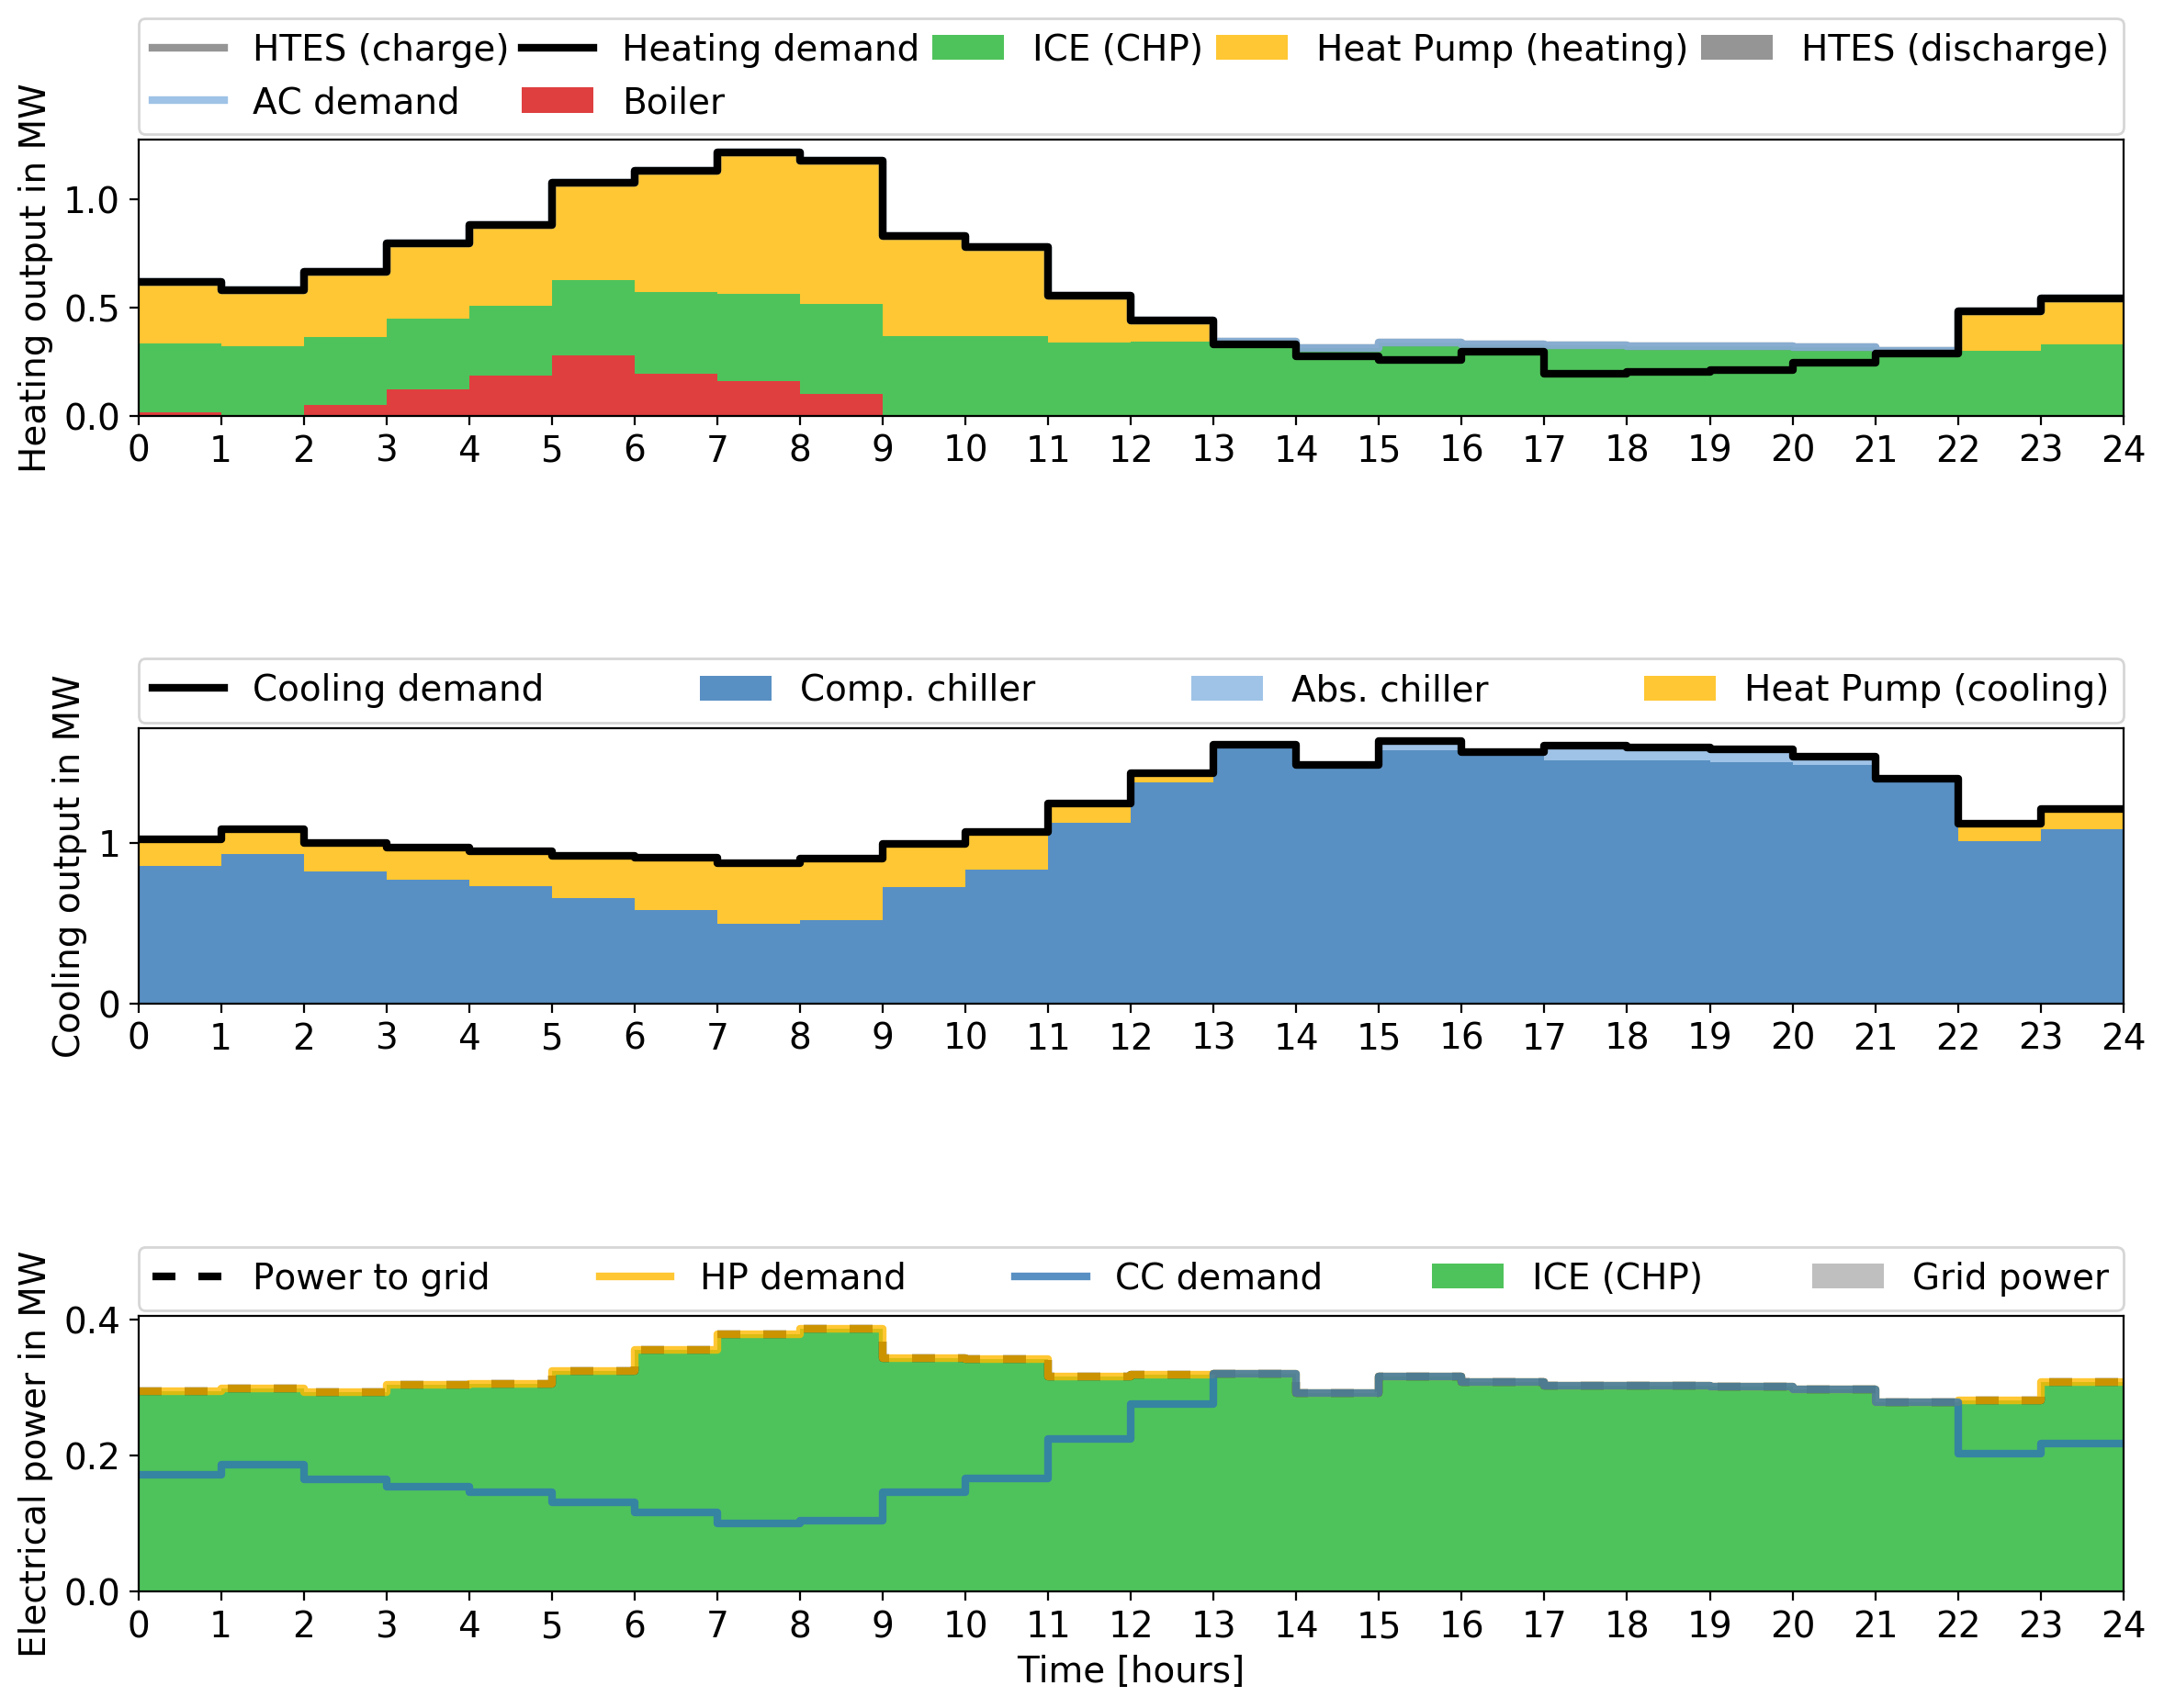 HTES (charge) Heating demand ICE (CHP) Heat Pump (heating) HTES (discharge)
AC demand Boiler
Heating output in MW
1.0
0.5
0.0
0 1 2 3 4 5 6 7 8 9 10 11 12 13 14 15 16 17 18 19 20 21 22 23 24
Cooling demand Comp. chiller Abs. chiller Heat Pump (cooling)
Cooling output in MW
1
0
0 1 2 3 4 5 6 7 8 9 10 11 12 13 14 15 16 17 18 19 20 21 22 23 24
Power to grid HP demand CC demand ICE (CHP) Grid power
Electrical power in MW
0.4
0.2
0.0
0 1 2 3 4 5 6 7 8 9 10 11 12 13 14 15 16 17 18 19 20 21 22 23 24
Time [hours]